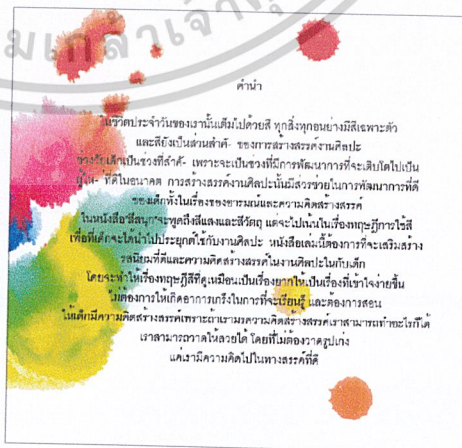 มเกล้าเจ้าคุ
คำนำ
ในชีวิตประจำวันของเรานั้นเต็มไปด้วยสี ทุกสิ่งทุกอย่างมีสีเฉพาะตัว
และสียังเป็นส่วนสำคั- ของการสร้างสรรค์งานศิลปะ
ช่วงวัยเด็กเป็นช่วงที่สำคั- เพราะจะเป็นช่วงที่มีการพัฒนาการที่จะเติบโตไปเป็น
ผู้ให-่ ที่ดีในอนาคต การสร้างสรรค์งานศิลปะนั้นมีส่วนช่วยในการพัฒนาการที่ดี
ของเด็กทั้งในเรื่องของอารมณ์และความคิดสร้างสรรค์
ในหนังสือ"สีสนุก"จะพูดถึงสีแสงและสีวัตถุ แต่จะไปเน้นในเรื่องทฤษฎีการใช้สี
เพื่อที่เด็กจะได้นำไปประยุกต์ใช้กับงานศิลปะ หนังสือเล่มนี้ต้องการที่จะเสริมสร้าง
รสนิยมที่ดีและความคิดสร้างสรรค์ในงานศิลปะในกับเด็ก
โดยจะทำให้เรื่องทฤษฎีสีที่ดูเหมือนเป็นเรื่องยากให้เป็นเรื่องที่เข้าใจง่ายขึ้น
ไม่ต้องการให้เกิดอาการเกร็งในการที่จะเรียนรู้ และต้องการสอน
ให้เด็กมีความคิดสร้างสรรค์เพราะถ้าเรามีความคิดสร้างสรรค์เราสามารถทำอะไรก็ได้
เราสามารถวาดให้สวยได้ โดยที่ไม่ต้องวาดรูปเก่ง
แค่เรามีความคิดไปในทางสรรค์ที่ดี